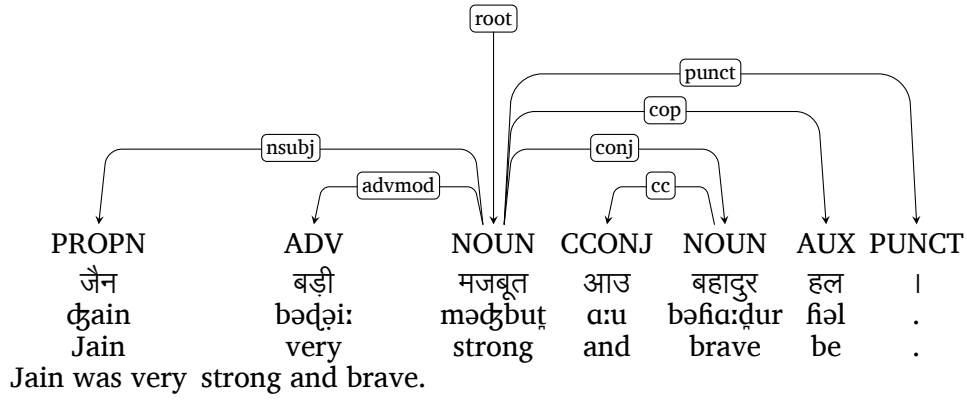 root
punct
cop
nsubj conj
advmod cc
PROPN ADV NOUN CCONJ NOUN AUX PUNCT
जैन बड़ी मजबूत आउ बहादुर हल ।
ʤain bəɖ̣əiː məʤbut̪ ɑːu bəɦɑːd̪ur ɦəl .
Jain very strong and brave be .
Jain was very strong and brave.